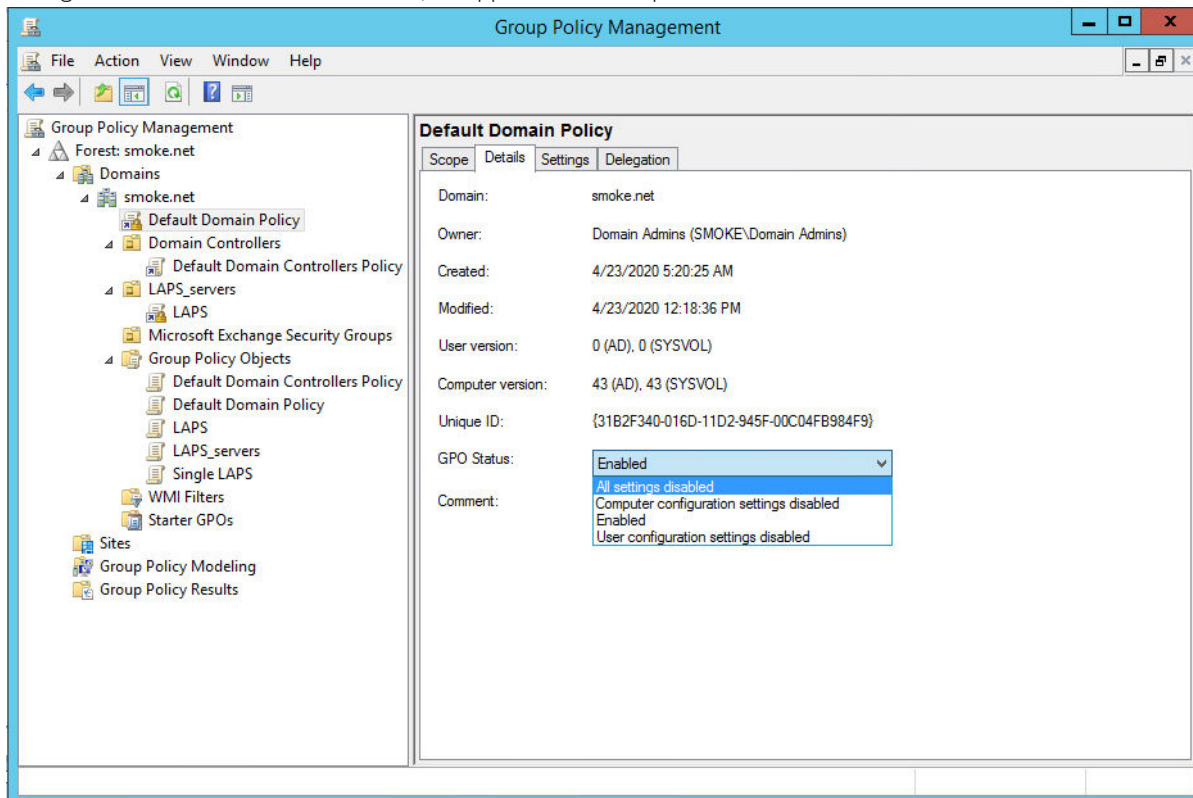 Group Policy Management
File Action View Window Help
Group Policy Management
Forest: smoke.net
Domains
smoke.net
Default Domain Policy
Domain Controllers
Default Domain Controllers Policy
LAPS_servers
LAPS
Microsoft Exchange Security Groups
Group Policy Objects
Default Domain Controllers Policy
Default Domain Policy
LAPS
LAPS_servers
Single LAPS
WMI Filters
Starter GPOs
Sites
Group Policy Modeling
Group Policy Results
Default Domain Policy
Scope Details Settings Delegation
Domain: smoke.net
Owner: Domain Admins (SMOKE\Domain Admins)
Created: 4/23/2020 5:20:25 AM
Modified: 4/23/2020 12:18:36 PM
User version: 0 (AD), 0 (SYSVOL)
Computer version: 43 (AD), 43 (SYSVOL)
Unique ID: {31B2F340-016D-11D2-945F-00C04FB984F9}
GPO Status: Enabled
All settings disabled
Comment: Computer configuration settings disabled
Enabled
User configuration settings disabled